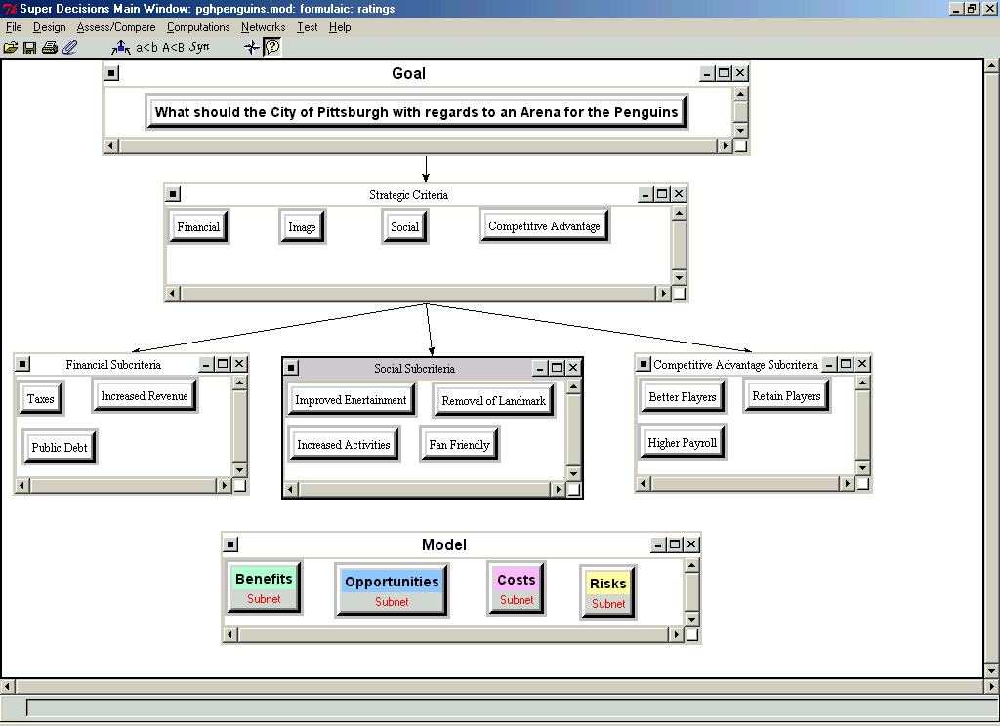 Super Decisions Main Window: pghpenguins.mod: formulaic: ratings
File Design Assess/Compare Computations Networks Test Help
a<b A<B Syn
Goal
What should the City of Pittsburgh with regards to an Arena for the Penguins
Strategic Criteria
Financial Image Social Competitive Advantage
Financial Subcriteria
Taxes Increased Revenue
Public Debt
Social Subcriteria
Improved Enertainment Removal of Landmark
Increased Activities Fan Friendly
Competitive Advantage Subcriteria
Better Players Retain Players
Higher Payroll
Model
Benefits Opportunities Costs Risks
Subnet Subnet Subnet Subnet